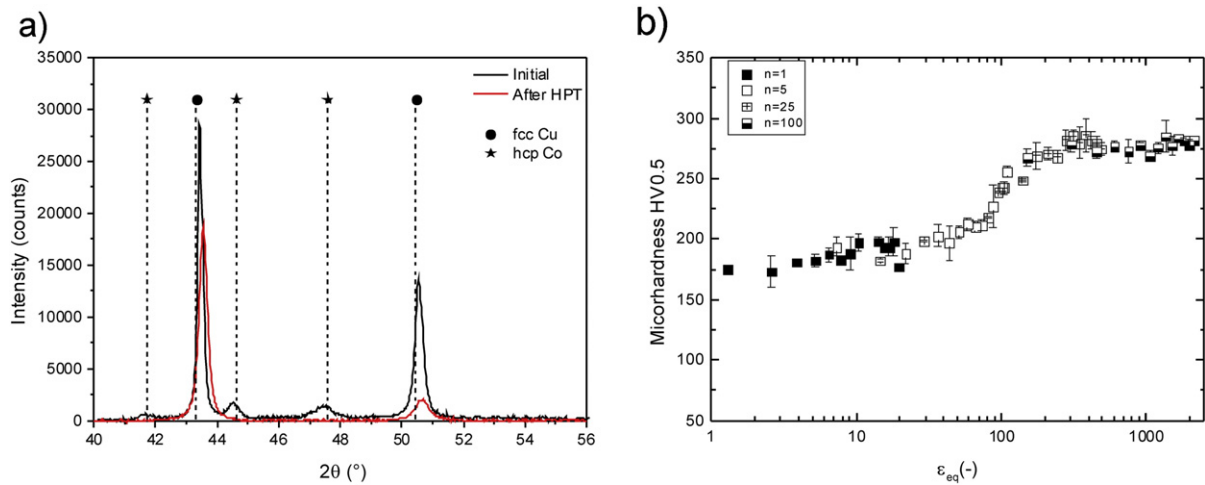 a)
35000
30000
25000
20000
15000
10000
5000
0
Intensity (counts)
Initial
After HPT
fcc Cu
hcp Co
40 42 44 46 48 50 52 54 56
2θ (°)
b)
350
300
250
200
150
100
50
Micorhardness HV0.5
n=1
n=5
n=25
n=100
1 10 100 1000
εeq(-)